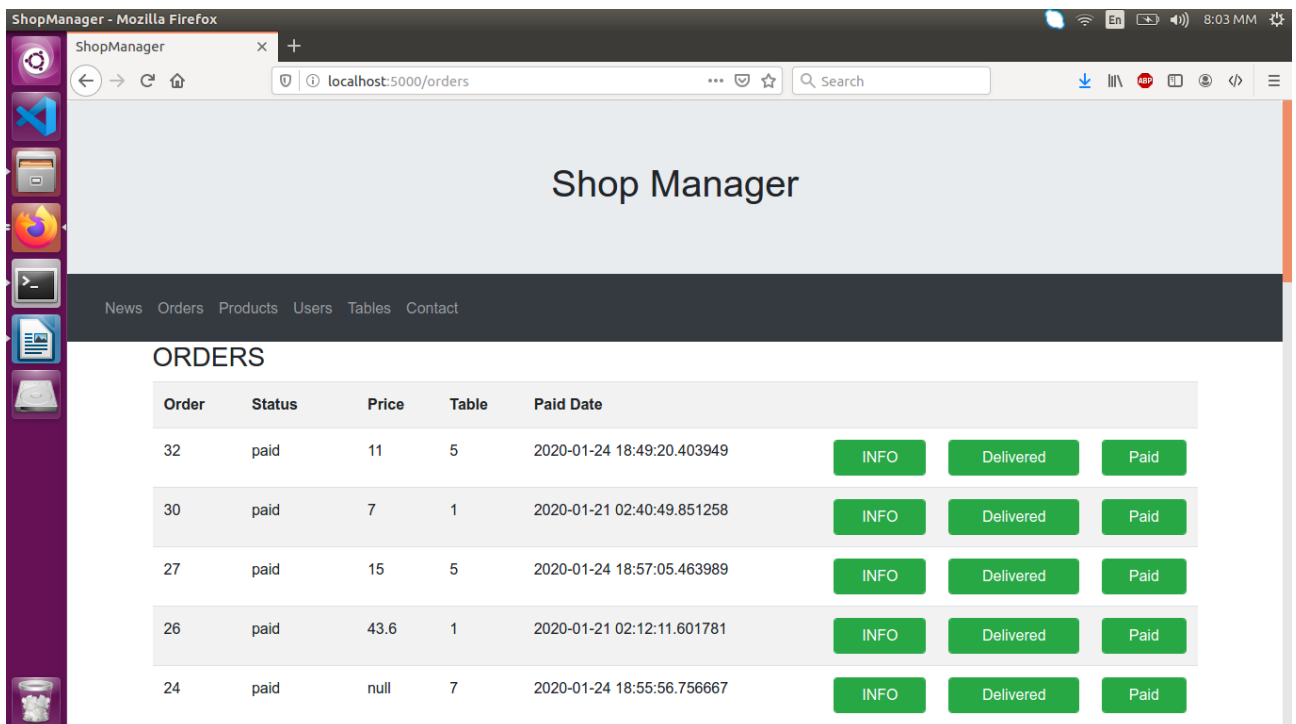 ShopManager - Mozilla Firefox
En
8:03 MM
ShopManager
localhost:5000/orders
Search
ABP
Shop Manager
News Orders Products Users Tables Contact
ORDERS
Order Status Price Table Paid Date
32 paid 11 5 2020-01-24 18:49:20.403949 INFO Delivered Paid
30 paid 7 1 2020-01-21 02:40:49.851258 INFO Delivered Paid
27 paid 15 5 2020-01-24 18:57:05.463989 INFO Delivered Paid
26 paid 43.6 1 2020-01-21 02:12:11.601781 INFO Delivered Paid
24 paid null 7 2020-01-24 18:55:56.756667 INFO Delivered Paid